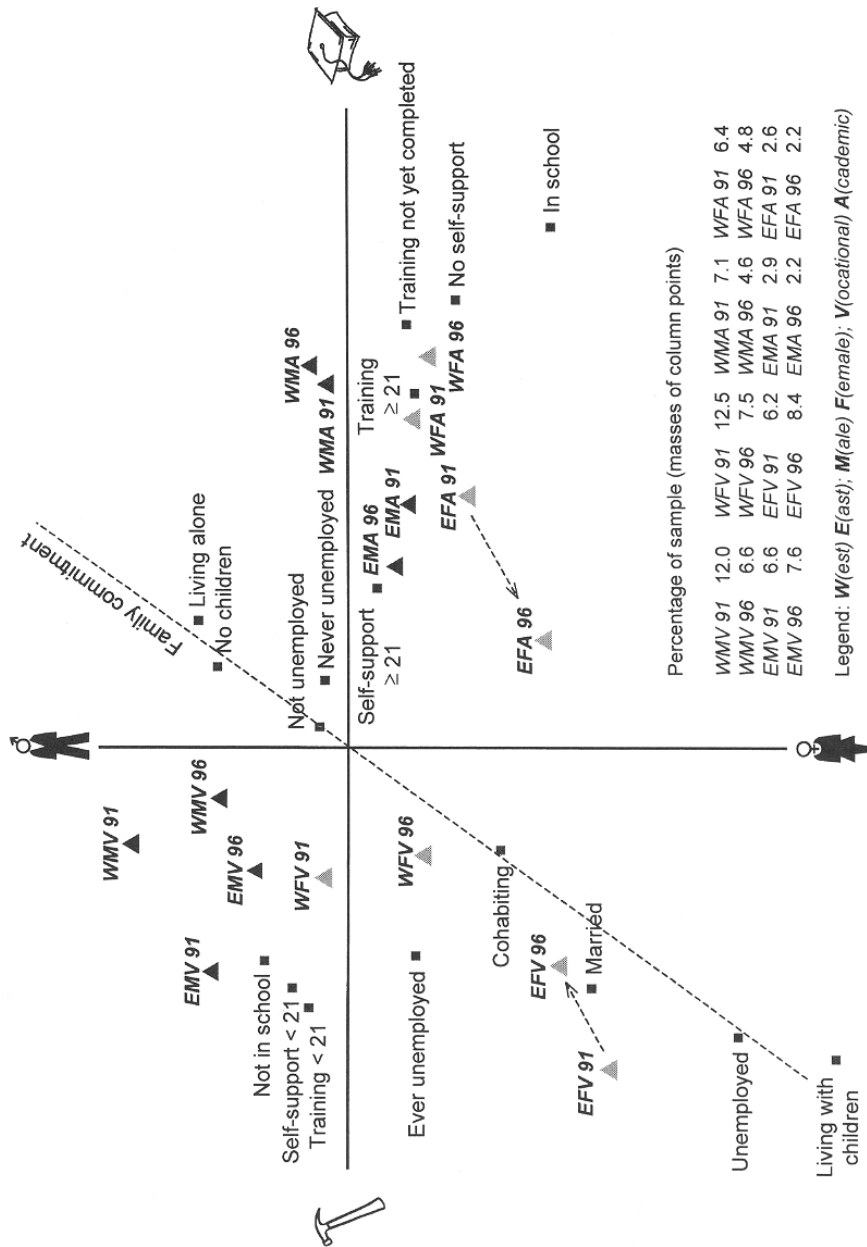 Family commitment
WMV 91
Living alone
No children
WMV 96
EMV 91
EMV 96
WMA 96
Not unemployed
Never unemployed
WMA 91
WFV 91
Not in school
Self-support < 21
Training < 21
Self-support
≥ 21
EMA 96
EMA 91
Training
≥ 21
Training not yet completed
WFV 96
WFA 91
WFA 96
EFA 91
Ever unemployed
No self-support
Cohabiting
EFA 96
In school
EFV 96
Married
EFV 91
Unemployed
Living with
children
Percentage of sample (masses of column points)
WMV 91 12.0 WFV 91 12.5 WMA 91 7.1 WFA 91 6.4
WMV 96 6.6 WFV 96 7.5 WMA 96 4.6 WFA 96 4.8
EMV 91 6.6 EFV 91 6.2 EMA 91 2.9 EFA 91 2.6
EMV 96 7.6 EFV 96 8.4 EMA 96 2.2 EFA 96 2.2
Legend: W(est) E(ast); M(ale) F(emale); V(ocational) A(cademic)